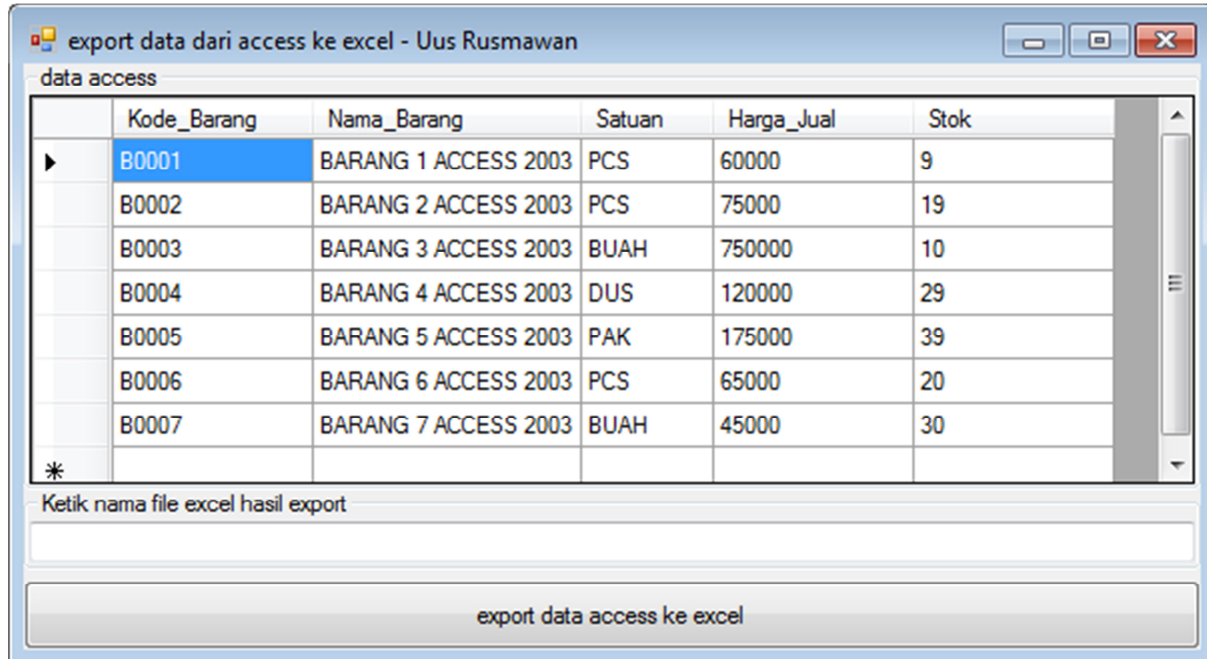 export data dari access ke excel - Uus Rusmawan
data access
Kode_Barang Nama_Barang Satuan Harga_Jual Stok
B0001 BARANG 1 ACCESS 2003 PCS 60000 9
B0002 BARANG 2 ACCESS 2003 PCS 75000 19
B0003 BARANG 3 ACCESS 2003 BUAH 750000 10
B0004 BARANG 4 ACCESS 2003 DUS 120000 29
B0005 BARANG 5 ACCESS 2003 PAK 175000 39
B0006 BARANG 6 ACCESS 2003 PCS 65000 20
B0007 BARANG 7 ACCESS 2003 BUAH 45000 30
Ketik nama file excel hasil export
export data access ke excel